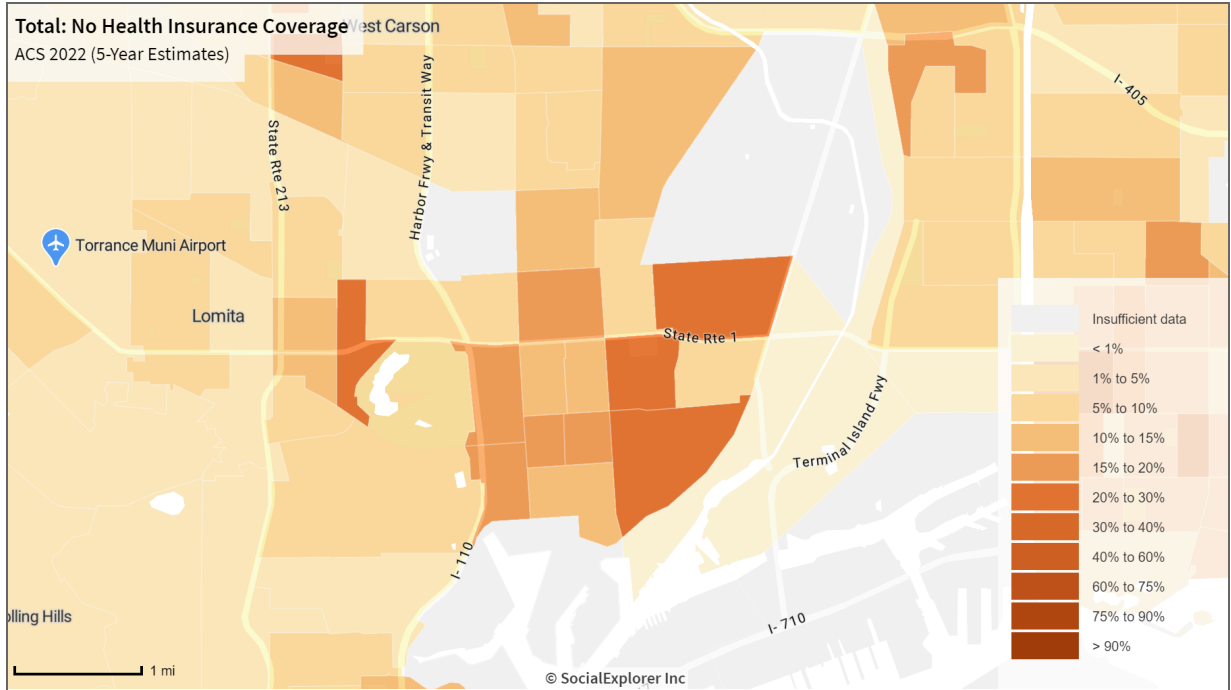 Total: No Health Insurance Coverage
West Carson
ACS 2022 (5-Year Estimates)
I- 405
State Rte 213
Harbor Frwy & Transit Way
Torrance Muni Airport
Lomita
State Rte 1
Terminal Island Fwy
I- 110
olling Hills
I- 710
1 mi
© SocialExplorer Inc
Insufficient data
< 1%
1% to 5%
5% to 10%
10% to 15%
15% to 20%
20% to 30%
30% to 40%
40% to 60%
60% to 75%
75% to 90%
> 90%